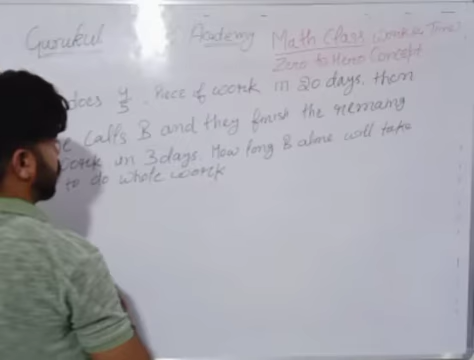 Gurukul Academy Math Class Work & Time
Zero to Hero Concept
does 4/5 . Piece of work in 20 days, then
calls B and they finish the remaing
work in 3 days. How long B alone will take
to do whole work